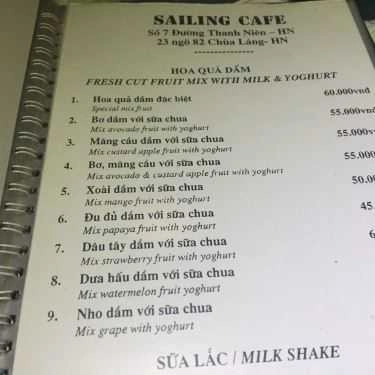 SAILING CAFE
Số 7 Đường Thanh Niên – HN
23 ngõ 82 Chùa Láng- HN
HOA QUẢ DẦM
FRESH CUT FRUIT MIX WITH MILK & YOGHURT
1. Hoa quả dầm đặc biệt 60.000vnđ
Special mix fruit
2. Bơ dầm với sữa chua 55.000vnđ
Mix avocado fruit with yoghurt
3. Mãng cầu dầm với sữa chua 55.000vn
Mix custard apple fruit with yoghurt
4. Bơ, mãng cầu với sữa chua 55.000
Mix avocado & custard apple fruit with yoghurt
5. Xoài dầm với sữa chua 50.0
Mix mango fruit with yoghurt
6. Đu đủ dầm với sữa chua 45.
Mix papaya fruit with yoghurt
7. Dâu tây dầm với sữa chua 6
Mix strawberry fruit with yoghurt
8. Dưa hấu dầm với sữa chua
Mix watermelon fruit with yoghurt
9. Nho dầm với sữa chua
Mix grape with yoghurt
SỮA LẮC / MILK SHAKE